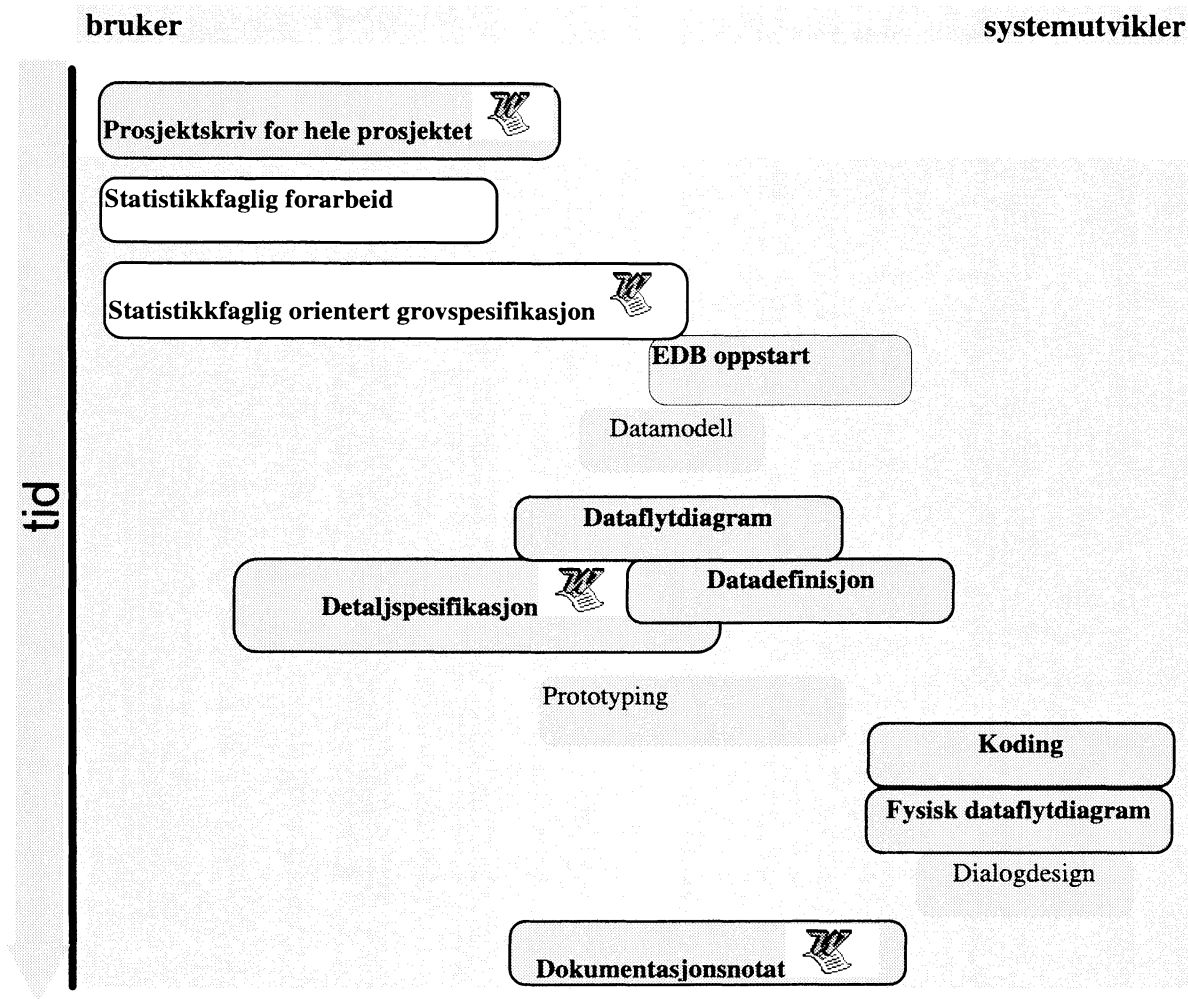 bruker
systemutvikler
tid
Prosjektskriv for hele prosjektet
Statistikkfaglig forarbeid
Statistikkfaglig orientert grovspesifikasjon
EDB oppstart
Datamodell
Dataflytdiagram
Datadefinisjon
Detaljspesifikasjon
Prototyping
Koding
Fysisk dataflytdiagram
Dialogdesign
Dokumentasjonsnotat